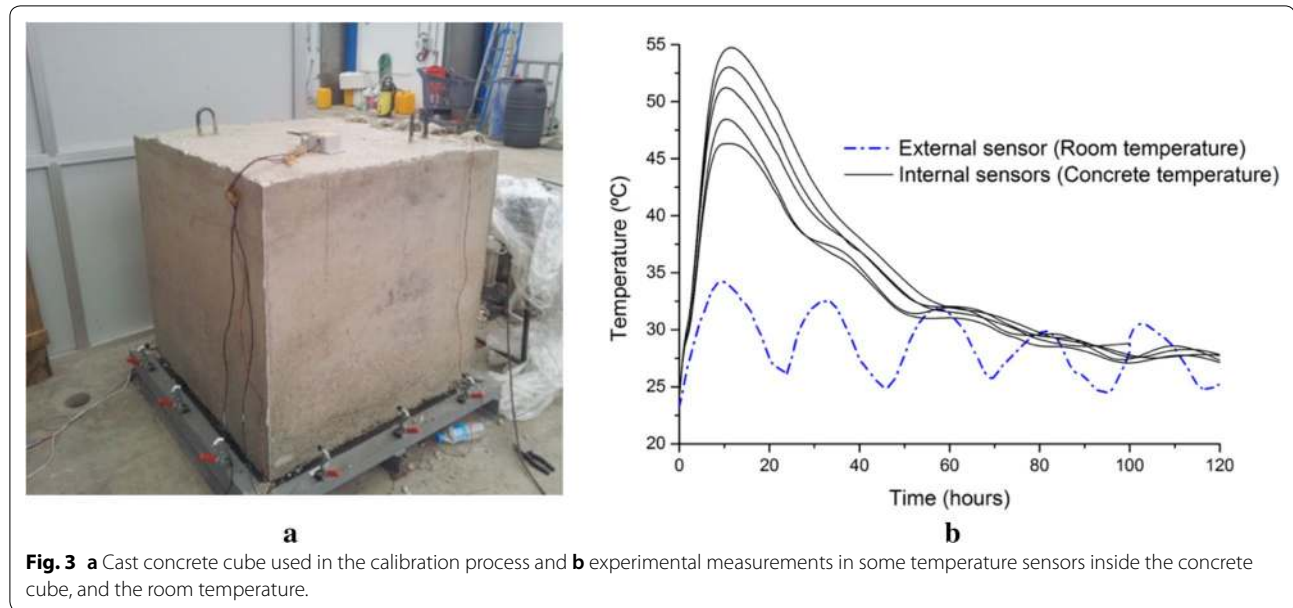 55
50
45
40
35
30
25
20
Temperature (ºC)
External sensor (Room temperature)
Internal sensors (Concrete temperature)
0 20 40 60 80 100 120
Time (hours)
a b
Fig. 3 a Cast concrete cube used in the calibration process and b experimental measurements in some temperature sensors inside the concrete
cube, and the room temperature.